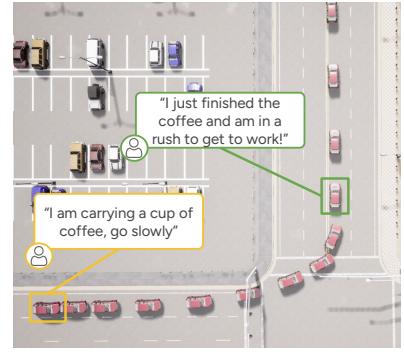 “I just finished the
coffee and am in a
rush to get to work!”
“I am carrying a cup of
coffee, go slowly”